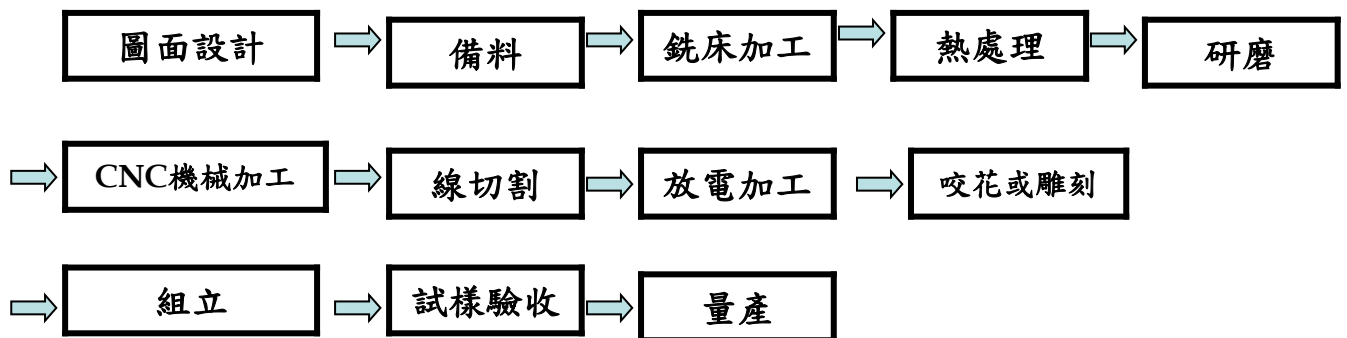 圖面設計 備料 銑床加工 熱處理 研磨
CNC機械加工 線切割 放電加工 咬花或雕刻
組立 試樣驗收 量產